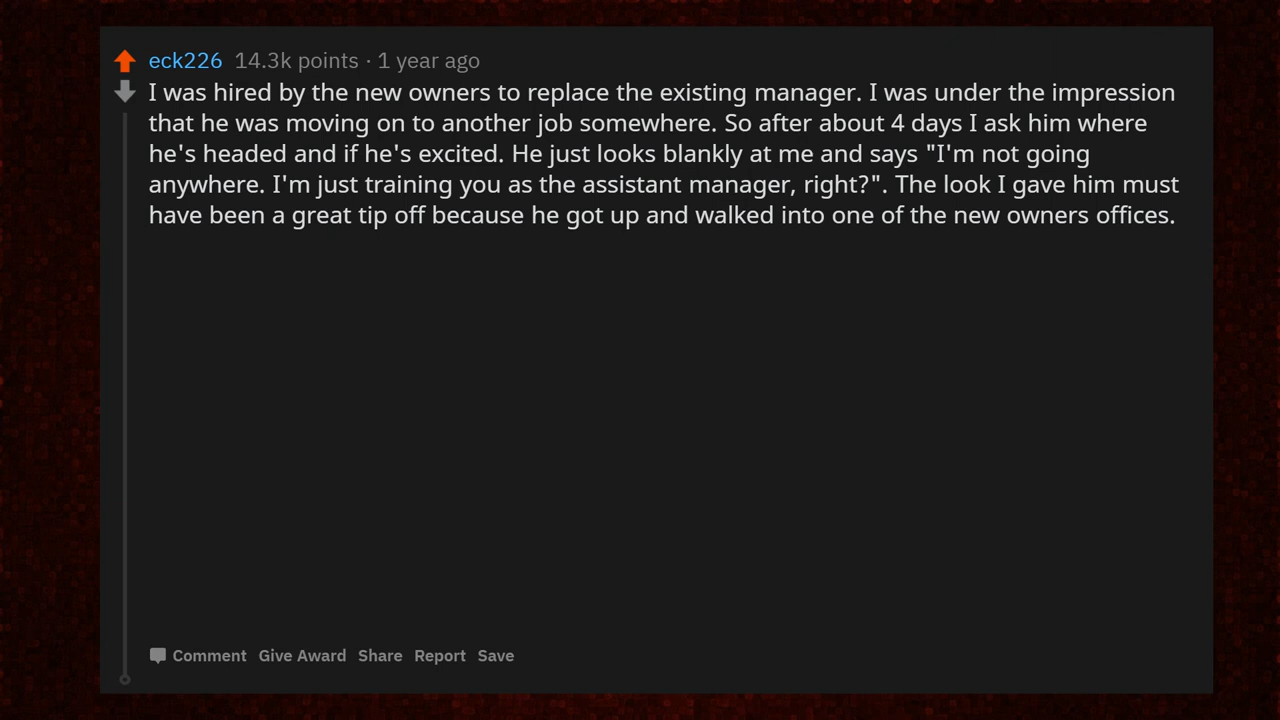 eck226 14.3k points · 1 year ago
I was hired by the new owners to replace the existing manager. I was under the impression
that he was moving on to another job somewhere. So after about 4 days I ask him where
he's headed and if he's excited. He just looks blankly at me and says "I'm not going
anywhere. I'm just training you as the assistant manager, right?". The look I gave him must
have been a great tip off because he got up and walked into one of the new owners offices.
Comment Give Award Share Report Save